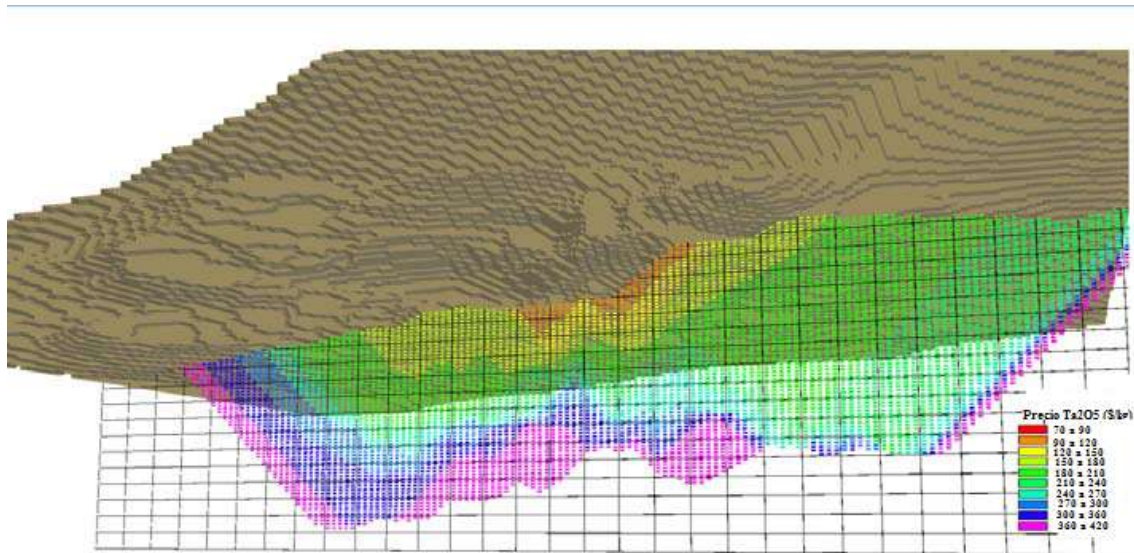 Precio Ta2O5 ($/kg)
70 a 90
90 a 120
120 a 150
150 a 180
180 a 210
210 a 240
240 a 270
270 a 300
300 a 360
360 a 420